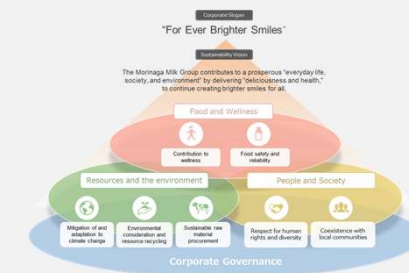 Corporate Slogan
"For Ever Brighter Smiles"
Sustainability Vision
The Morinaga Milk Group contributes to a prosperous "everyday life,
society, and environment" by delivering "deliciousness and health,"
to continue creating brighter smiles for all.
Food and Wellness
Contribution to
wellness
Food safety and
reliability
Resources and the environment
People and Society
Mitigation of and
adaptation to
climate change
Environmental
consideration and
resource recycling
Sustainable raw
material
procurement
Respect for human
rights and diversity
Coexistence with
local communities
Corporate Governance